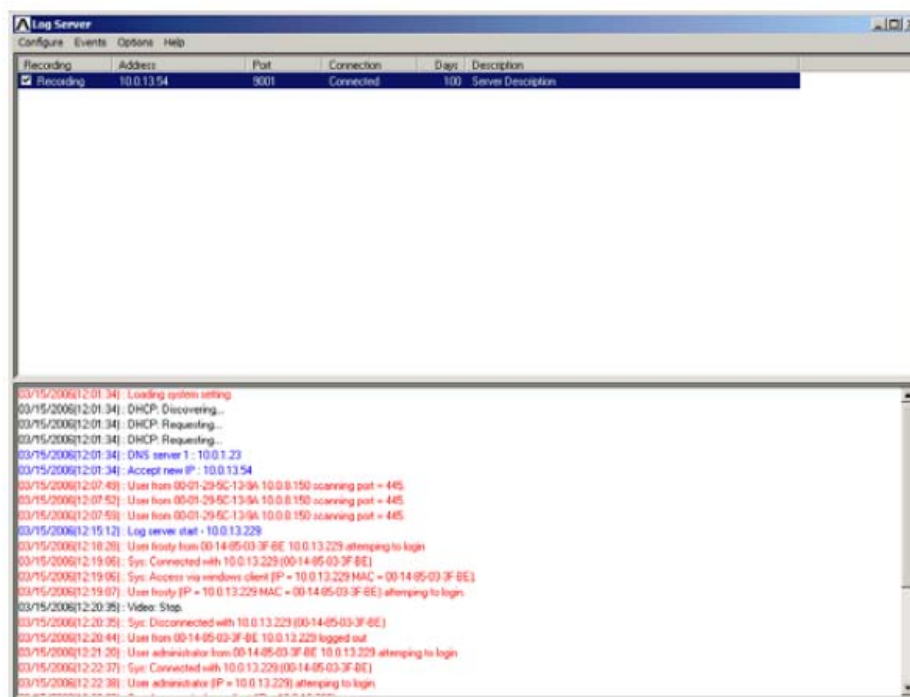 Log Server
Configure Events Options Help
Recording Address Port Connection Days Description
Recording 10.0.13.54 9001 Connected 100 Server Description
03/15/2006(12:01:34) : Loading system setting.
03/15/2006(12:01:34) : DHCP: Discovering...
03/15/2006(12:01:34) : DHCP: Requesting...
03/15/2006(12:01:34) : DHCP: Requesting...
03/15/2006(12:01:34) : DNS server 1 : 10.0.1.23
03/15/2006(12:01:34) : Accept new IP : 10.0.13.54
03/15/2006(12:07:49) : User from 00-01-29-5C-13-9A 10.0.8.150 scanning port = 445.
03/15/2006(12:07:52) : User from 00-01-29-5C-13-9A 10.0.8.150 scanning port = 445.
03/15/2006(12:07:59) : User from 00-01-29-5C-13-9A 10.0.8.150 scanning port = 445.
03/15/2006(12:15:12) : Log server start - 10.0.13.229
03/15/2006(12:18:28) : User frosty from 00-14-85-03-3F-BE 10.0.13.229 attemping to login
03/15/2006(12:19:06) : Sys: Connected with 10.0.13.229 (00-14-85-03-3F-BE)
03/15/2006(12:19:06) : Sys: Access via windows client (IP = 10.0.13.229 MAC = 00-14-85-03-3F-BE).
03/15/2006(12:19:07) : User frosty (IP = 10.0.13.229 MAC = 00-14-85-03-3F-BE) attemping to login.
03/15/2006(12:20:35) : Video: Stop.
03/15/2006(12:20:35) : Sys: Disconnected with 10.0.13.229 (00-14-85-03-3F-BE)
03/15/2006(12:20:44) : User from 00-14-85-03-3F-BE 10.0.13.229 logged out
03/15/2006(12:21:20) : User administrator from 00-14-85-03-3F-BE 10.0.13.229 attemping to login
03/15/2006(12:22:37) : Sys: Connected with 10.0.13.229 (00-14-85-03-3F-BE)
03/15/2006(12:22:38) : User administrator (IP = 10.0.13.229) attemping to login.